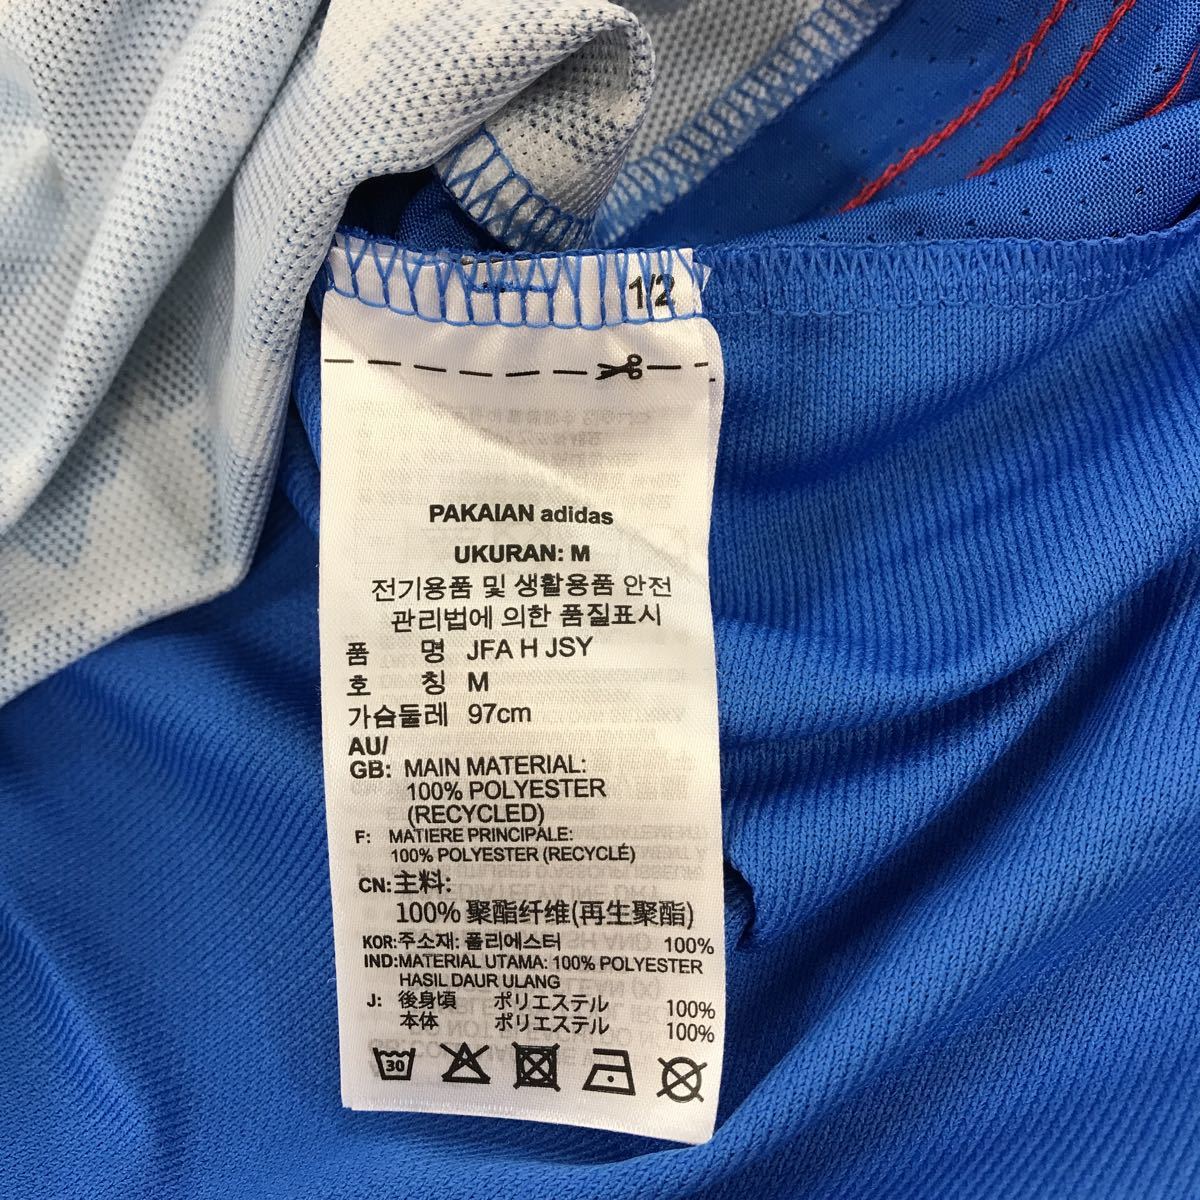 1/2
PAKAIAN adidas
UKURAN: M
전기용품 및 생활용품 안전
관리법에 의한 품질표시
품 명 JFA H JSY
호 칭 M
가슴둘레 97cm
AU/
GB: MAIN MATERIAL:
100% POLYESTER
(RECYCLED)
F: MATIERE PRINCIPALE:
100% POLYESTER (RECYCLÉ)
CN:主料:
100% 聚酯纤维(再生聚酯)
KOR:주소재: 폴리에스터 100%
IND:MATERIAL UTAMA: 100% POLYESTER
HASIL DAUR ULANG
J: 後身頃 ポリエステル 100%
本体 ポリエステル 100%
30